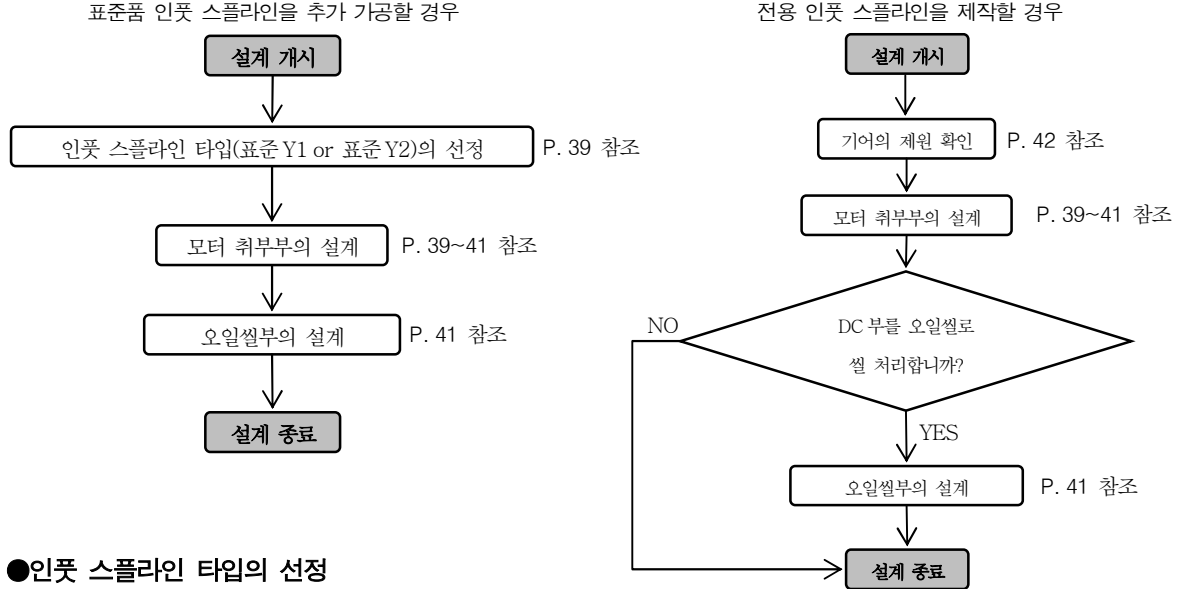 표준품 인풋 스플라인을 추가 가공할 경우
설계 개시
인풋 스플라인 타입(표준 Y1 or 표준 Y2)의 선정
P. 39 참조
모터 취부부의 설계
P. 39~41 참조
오일씰부의 설계
P. 41 참조
설계 종료
전용 인풋 스플라인을 제작할 경우
설계 개시
기어의 제원 확인
P. 42 참조
모터 취부부의 설계
P. 39~41 참조
DC 부를 오일씰로
씰 처리합니까?
NO
YES
오일씰부의 설계
P. 41 참조
설계 종료
●인풋 스플라인 타입의 선정